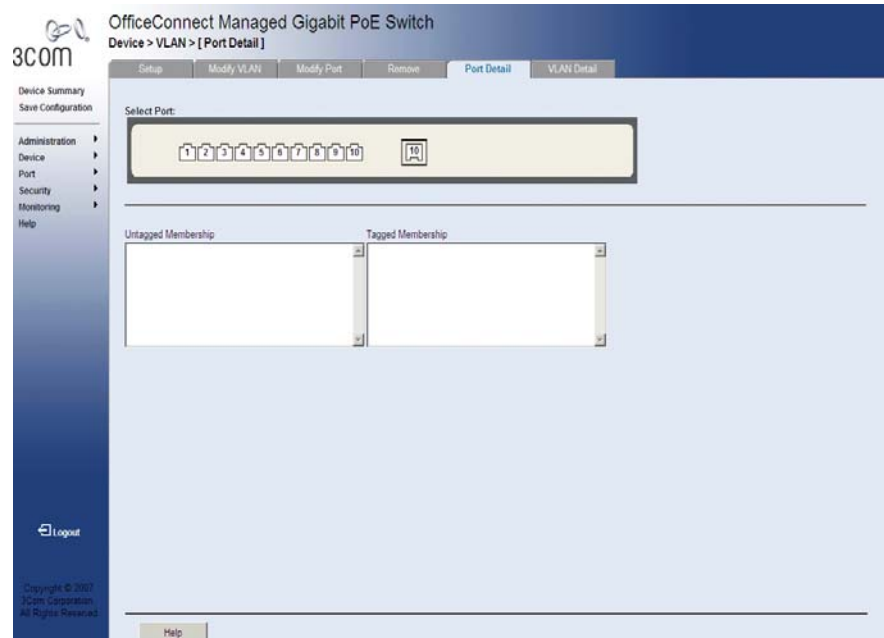 3COM
OfficeConnect Managed Gigabit PoE Switch
Device > VLAN > [ Port Detail ]
Setup Modify VLAN Modify Port Remove Port Detail VLAN Detail
Device Summary
Save Configuration
Administration
Device
Port
Security
Monitoring
Help
Select Port:
1 2 3 4 5 6 7 8 9 10 10
Untagged Membership Tagged Membership
Logout
Copyright © 2007
3Com Corporation
All Rights Reserved
Help